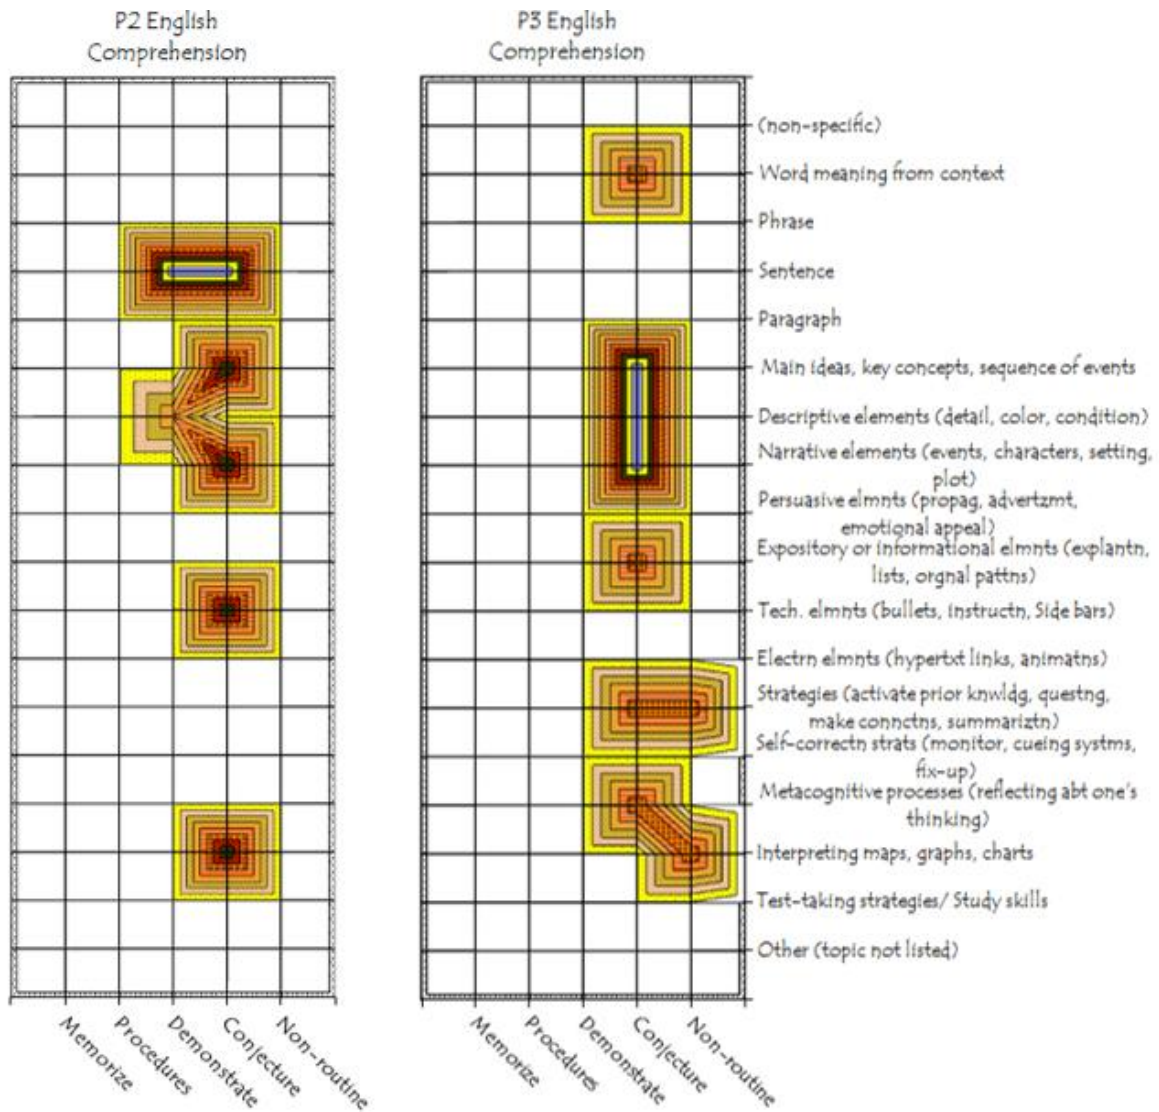 P2 English
Comprehension
P3 English
Comprehension
(non-specific)
Word meaning from context
Phrase
Sentence
Paragraph
Main ideas, key concepts, sequence of events
Descriptive elements (detail, color, condition)
Narrative elements (events, characters, setting,
plot)
Persuasive elmnts (propag, advertzmt,
emotional appeal)
Expository or informational elmnts (explantn,
lists, orgnal pattns)
Tech. elmnts (bullets, instructn, Side bars)
Electrn elmnts (hypertxt links, animatns)
Strategies (activate prior knwldg, questng,
make connctns, summariztn)
Self-correctn strats (monitor, cueing systms,
fix-up)
Metacognitive processes (reflecting abt one's
thinking)
Interpreting maps, graphs, charts
Test-taking strategies/ Study skills
Other (topic not listed)
Memorize
Procedures
Demonstrate
Conjecture
Non-routine
Memorize
Procedures
Demonstrate
Conjecture
Non-routine